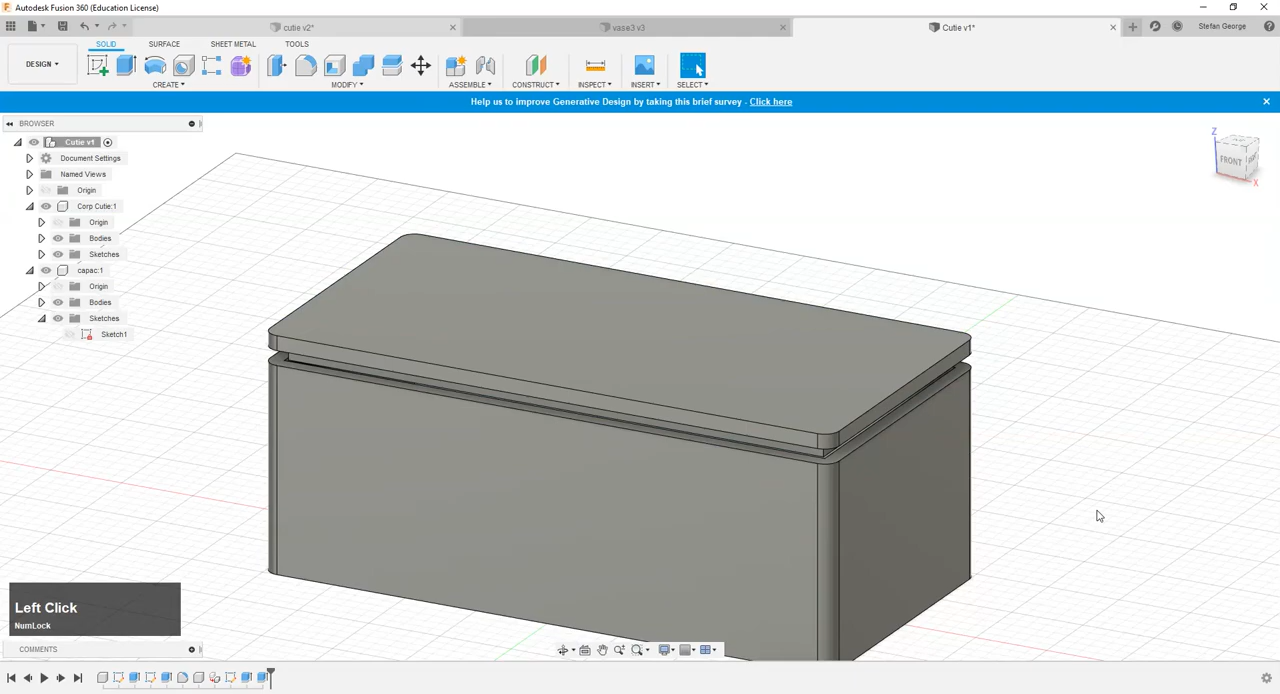 Autodesk Fusion 360 (Education License)
cutie v2*
vase3 v3
Cutie v1*
Stefan George
SOLID
SURFACE
SHEET METAL
TOOLS
DESIGN
CREATE
MODIFY
ASSEMBLE
CONSTRUCT
INSPECT
INSERT
SELECT
Help us to improve Generative Design by taking this brief survey - Click here
BROWSER
Cutie v1
Document Settings
Named Views
Origin
Corp Cutie:1
Origin
Bodies
Sketches
capac:1
Origin
Bodies
Sketches
Sketch1
Z
FRONT
X
Left Click
NumLock
COMMENTS